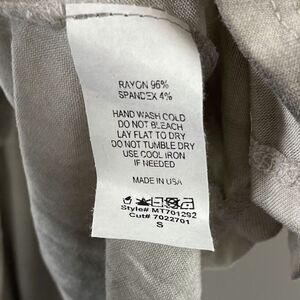 RAYON 96%
SPANDEX 4%
HAND WASH COLD
DO NOT BLEACH
LAY FLAT TO DRY
DO NOT TUMBLE DRY
USE COOL IRON
IF NEEDED
MADE IN USA
Style# MT701292
Cut# 7022701
S